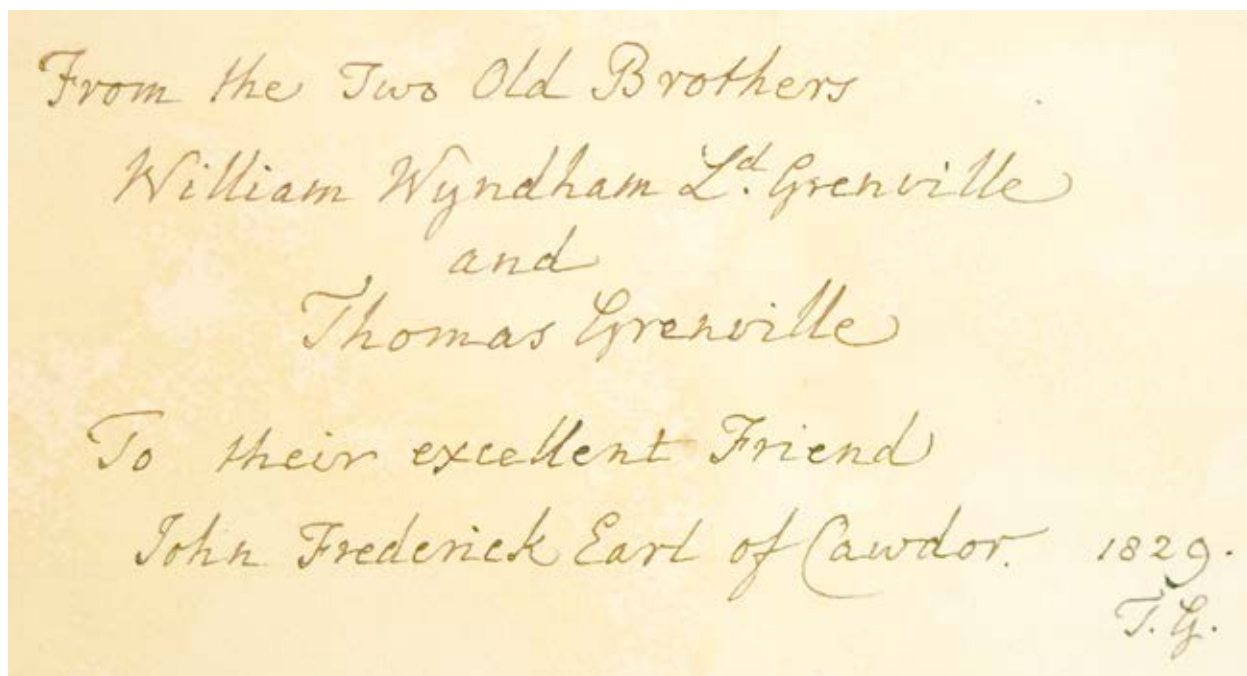 From the Two Old Brothers
William Wyndham Ld. Grenville
and
Thomas Grenville
To their excellent Friend
John Frederick Earl of Cawdor. 1829.
T. G.